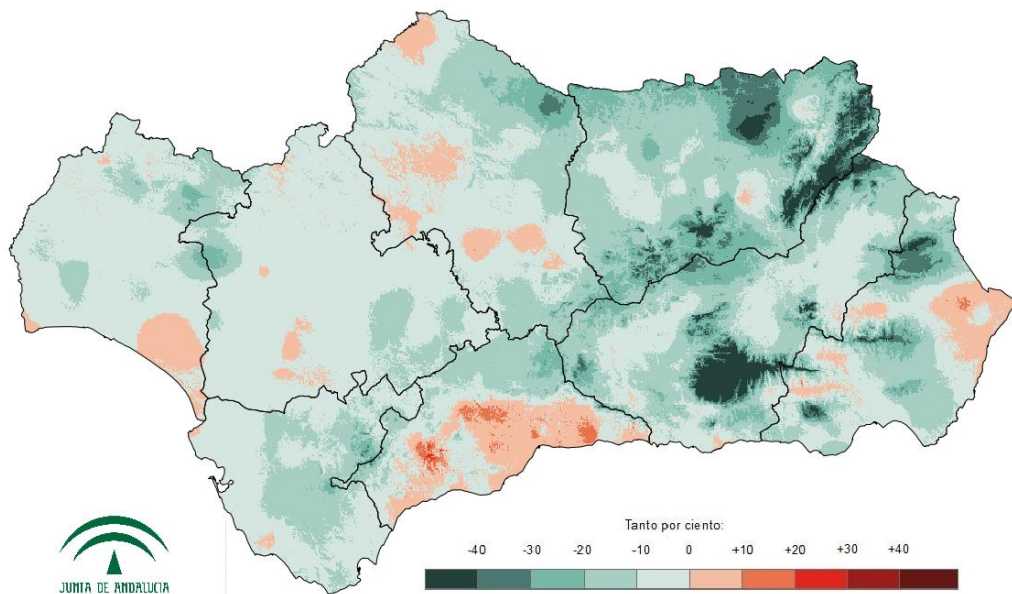 Tanto por ciento:
-40 -30 -20 -10 0 +10 +20 +30 +40
JUNTA DE ANDALUCIA